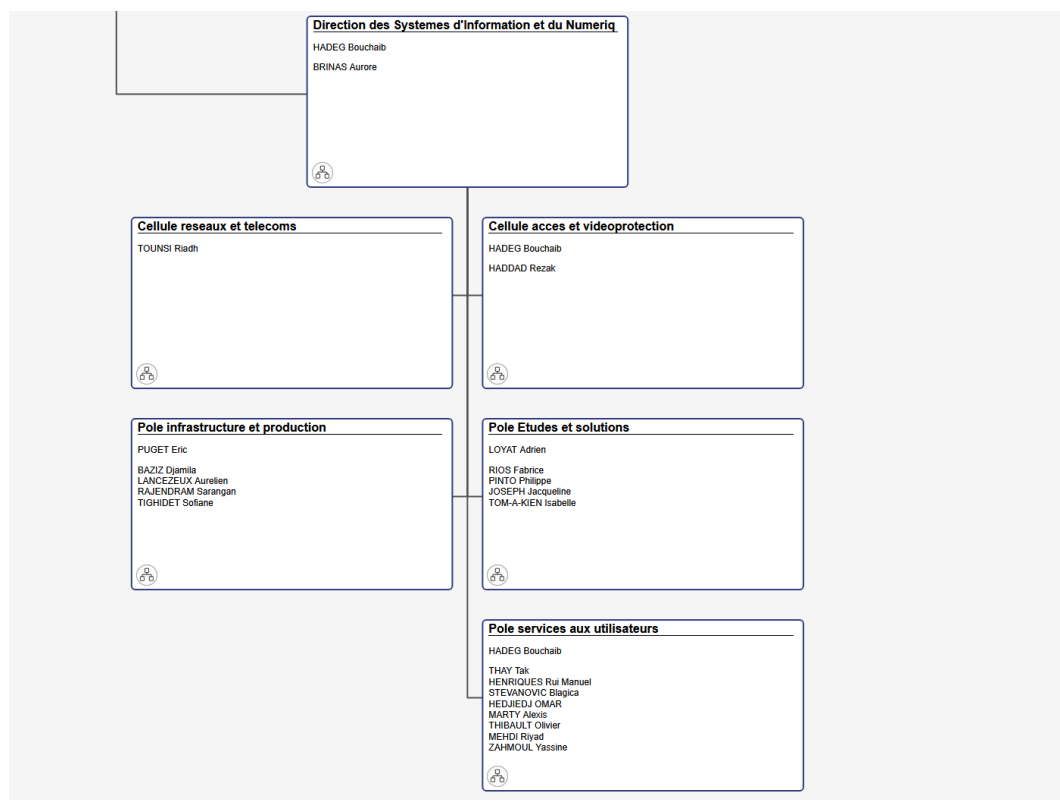 Direction des Systemes d'Information et du Numeriq
HADEG Bouchaib
BRINAS Aurore
Cellule reseaux et telecoms
TOUNSI Riadh
Cellule acces et videoprotection
HADEG Bouchaib
HADDAD Rezak
Pole infrastructure et production
PUGET Eric
BAZIZ Djamila
LANCEZEUX Aurelien
RAJENDRAM Sarangan
TIGHIDET Sofiane
Pole Etudes et solutions
LOYAT Adrien
RIOS Fabrice
PINTO Philippe
JOSEPH Jacqueline
TOM-A-KIEN Isabelle
Pole services aux utilisateurs
HADEG Bouchaib
THAY Tak
HENRIQUES Rui Manuel
STEVANOVIC Blagica
HEDJIEDJ OMAR
MARTY Alexis
THIBAULT Olivier
MEHDI Riyad
ZAHMOUL Yassine